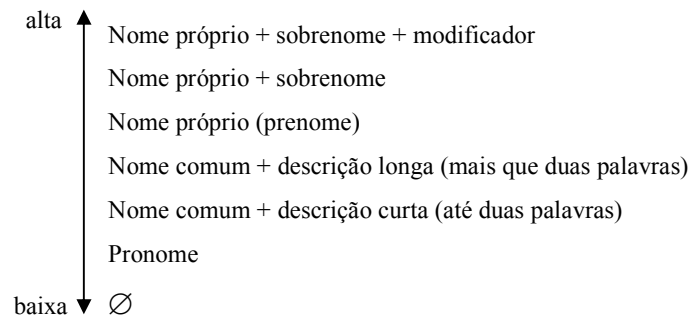 alta
Nome próprio + sobrenome + modificador
Nome próprio + sobrenome
Nome próprio (prenome)
Nome comum + descrição longa (mais que duas palavras)
Nome comum + descrição curta (até duas palavras)
Pronome
baixa ∅